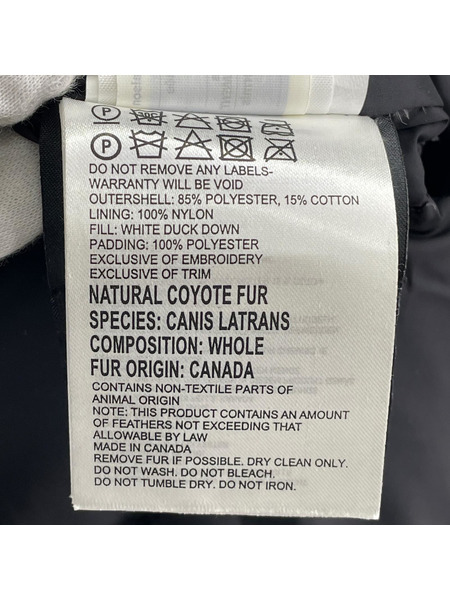 DO NOT REMOVE ANY LABELS-
WARRANTY WILL BE VOID
OUTERSHELL: 85% POLYESTER, 15% COTTON
LINING: 100% NYLON
FILL: WHITE DUCK DOWN
PADDING: 100% POLYESTER
EXCLUSIVE OF EMBROIDERY
EXCLUSIVE OF TRIM
NATURAL COYOTE FUR
SPECIES: CANIS LATRANS
COMPOSITION: WHOLE
FUR ORIGIN: CANADA
CONTAINS NON-TEXTILE PARTS OF
ANIMAL ORIGIN
NOTE: THIS PRODUCT CONTAINS AN AMOUNT
OF FEATHERS NOT EXCEEDING THAT
ALLOWABLE BY LAW
MADE IN CANADA
REMOVE FUR IF POSSIBLE. DRY CLEAN ONLY.
DO NOT WASH. DO NOT BLEACH.
DO NOT TUMBLE DRY. DO NOT IRON.